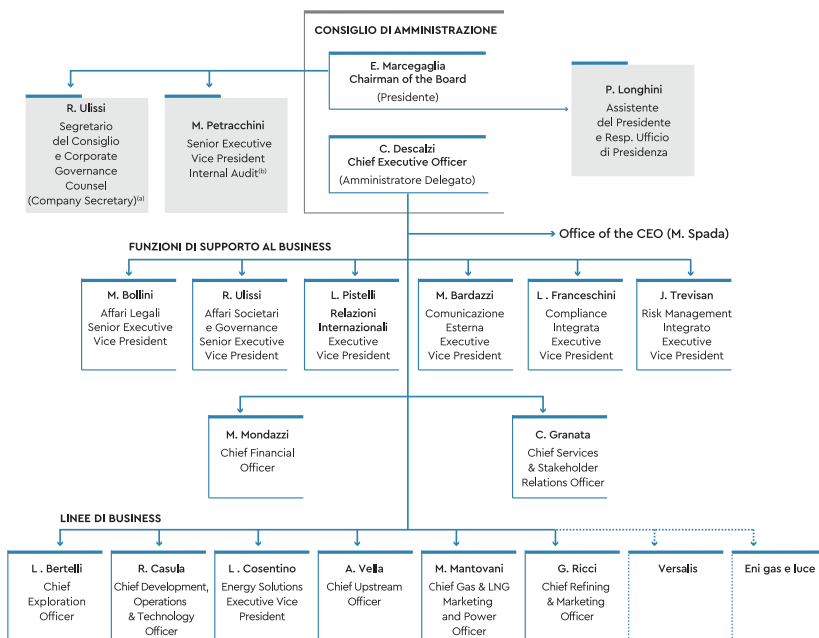 CONSIGLIO DI AMMINISTRAZIONE
E. Marcegaglia
Chairman of the Board
(Presidente)
R. Ulissi
Segretario
del Consiglio
e Corporate
Governance
Counsel
(Company Secretary)(a)
M. Petracchini
Senior Executive
Vice President
Internal Audit(b)
P. Longhini
Assistente
del Presidente
e Resp. Ufficio
di Presidenza
C. Descalzi
Chief Executive Officer
(Amministratore Delegato)
Office of the CEO (M. Spada)
FUNZIONI DI SUPPORTO AL BUSINESS
M. Bollini
Affari Legali
Senior Executive
Vice President
R. Ulissi
Affari Societari
e Governance
Senior Executive
Vice President
L. Pistelli
Relazioni
Internazionali
Executive
Vice President
M. Bardazzi
Comunicazione
Esterna
Executive
Vice President
L . Franceschini
Compliance
Integrata
Executive
Vice President
J. Trevisan
Risk Management
Integrato
Executive
Vice President
M. Mondazzi
Chief Financial
Officer
C. Granata
Chief Services
& Stakeholder
Relations Officer
LINEE DI BUSINESS
L . Bertelli
Chief
Exploration
Officer
R. Casula
Chief Development,
Operations
& Technology
Officer
L . Cosentino
Energy Solutions
Executive Vice
President
A. Vella
Chief Upstream
Officer
M. Mantovani
Chief Gas & LNG
Marketing
and Power
Officer
G. Ricci
Chief Refining
& Marketing
Officer
Versalis
Eni gas e luce